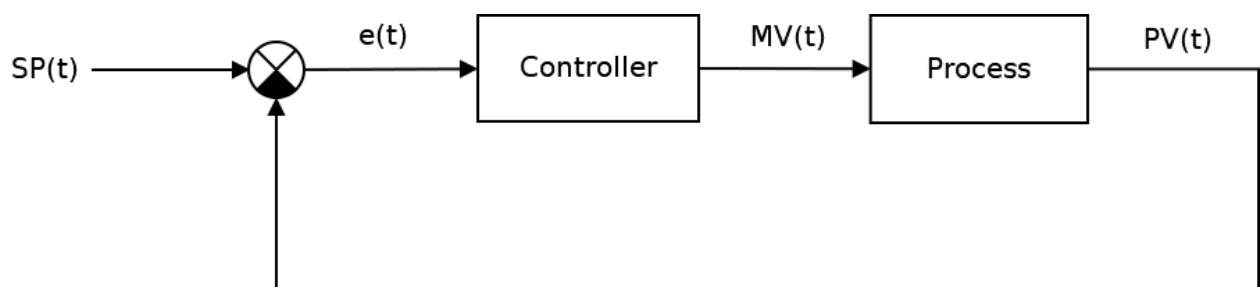 SP(t)
e(t)
Controller
MV(t)
Process
PV(t)